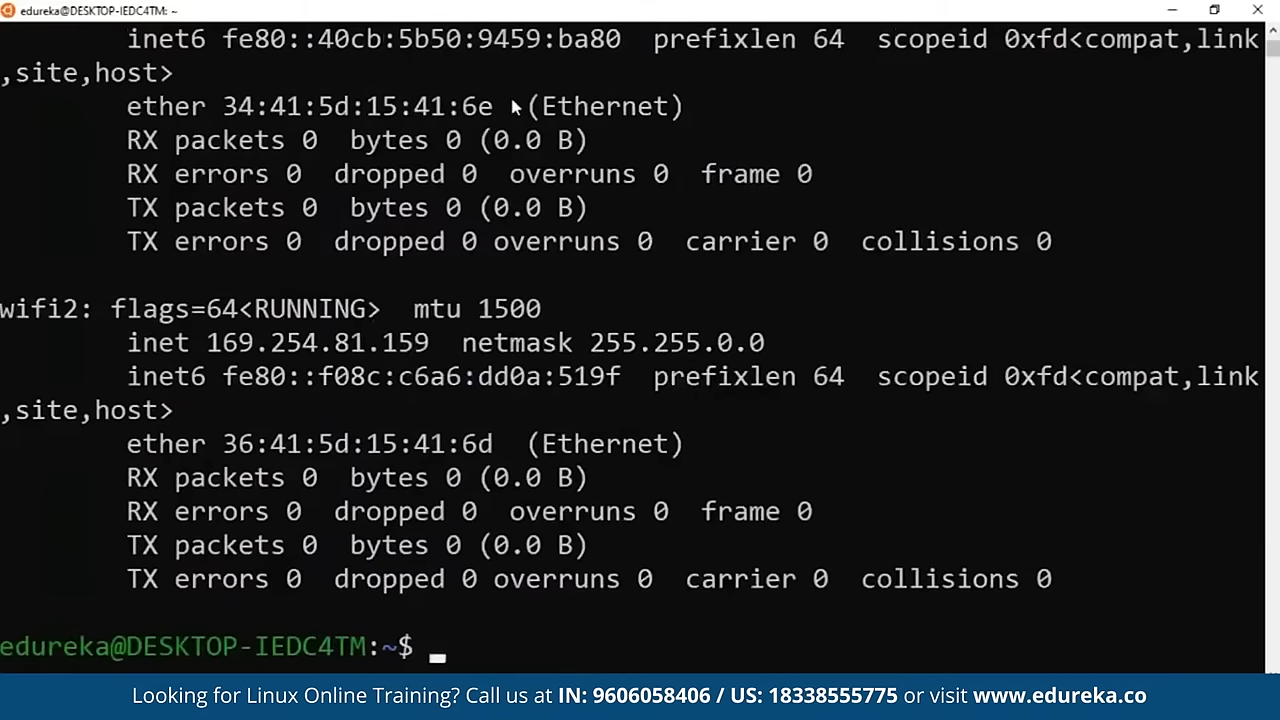 edureka@DESKTOP-IEDC4TM: ~
inet6 fe80::40cb:5b50:9459:ba80  prefixlen 64  scopeid 0xfd<compat,link
,site,host>
ether 34:41:5d:15:41:6e  (Ethernet)
RX packets 0  bytes 0 (0.0 B)
RX errors 0  dropped 0  overruns 0  frame 0
TX packets 0  bytes 0 (0.0 B)
TX errors 0  dropped 0 overruns 0  carrier 0  collisions 0
wifi2: flags=64<RUNNING>  mtu 1500
inet 169.254.81.159  netmask 255.255.0.0
inet6 fe80::f08c:c6a6:dd0a:519f  prefixlen 64  scopeid 0xfd<compat,link
,site,host>
ether 36:41:5d:15:41:6d  (Ethernet)
RX packets 0  bytes 0 (0.0 B)
RX errors 0  dropped 0  overruns 0  frame 0
TX packets 0  bytes 0 (0.0 B)
TX errors 0  dropped 0 overruns 0  carrier 0  collisions 0
edureka@DESKTOP-IEDC4TM:~$ _
Looking for Linux Online Training? Call us at IN: 9606058406 / US: 18338555775 or visit www.edureka.co